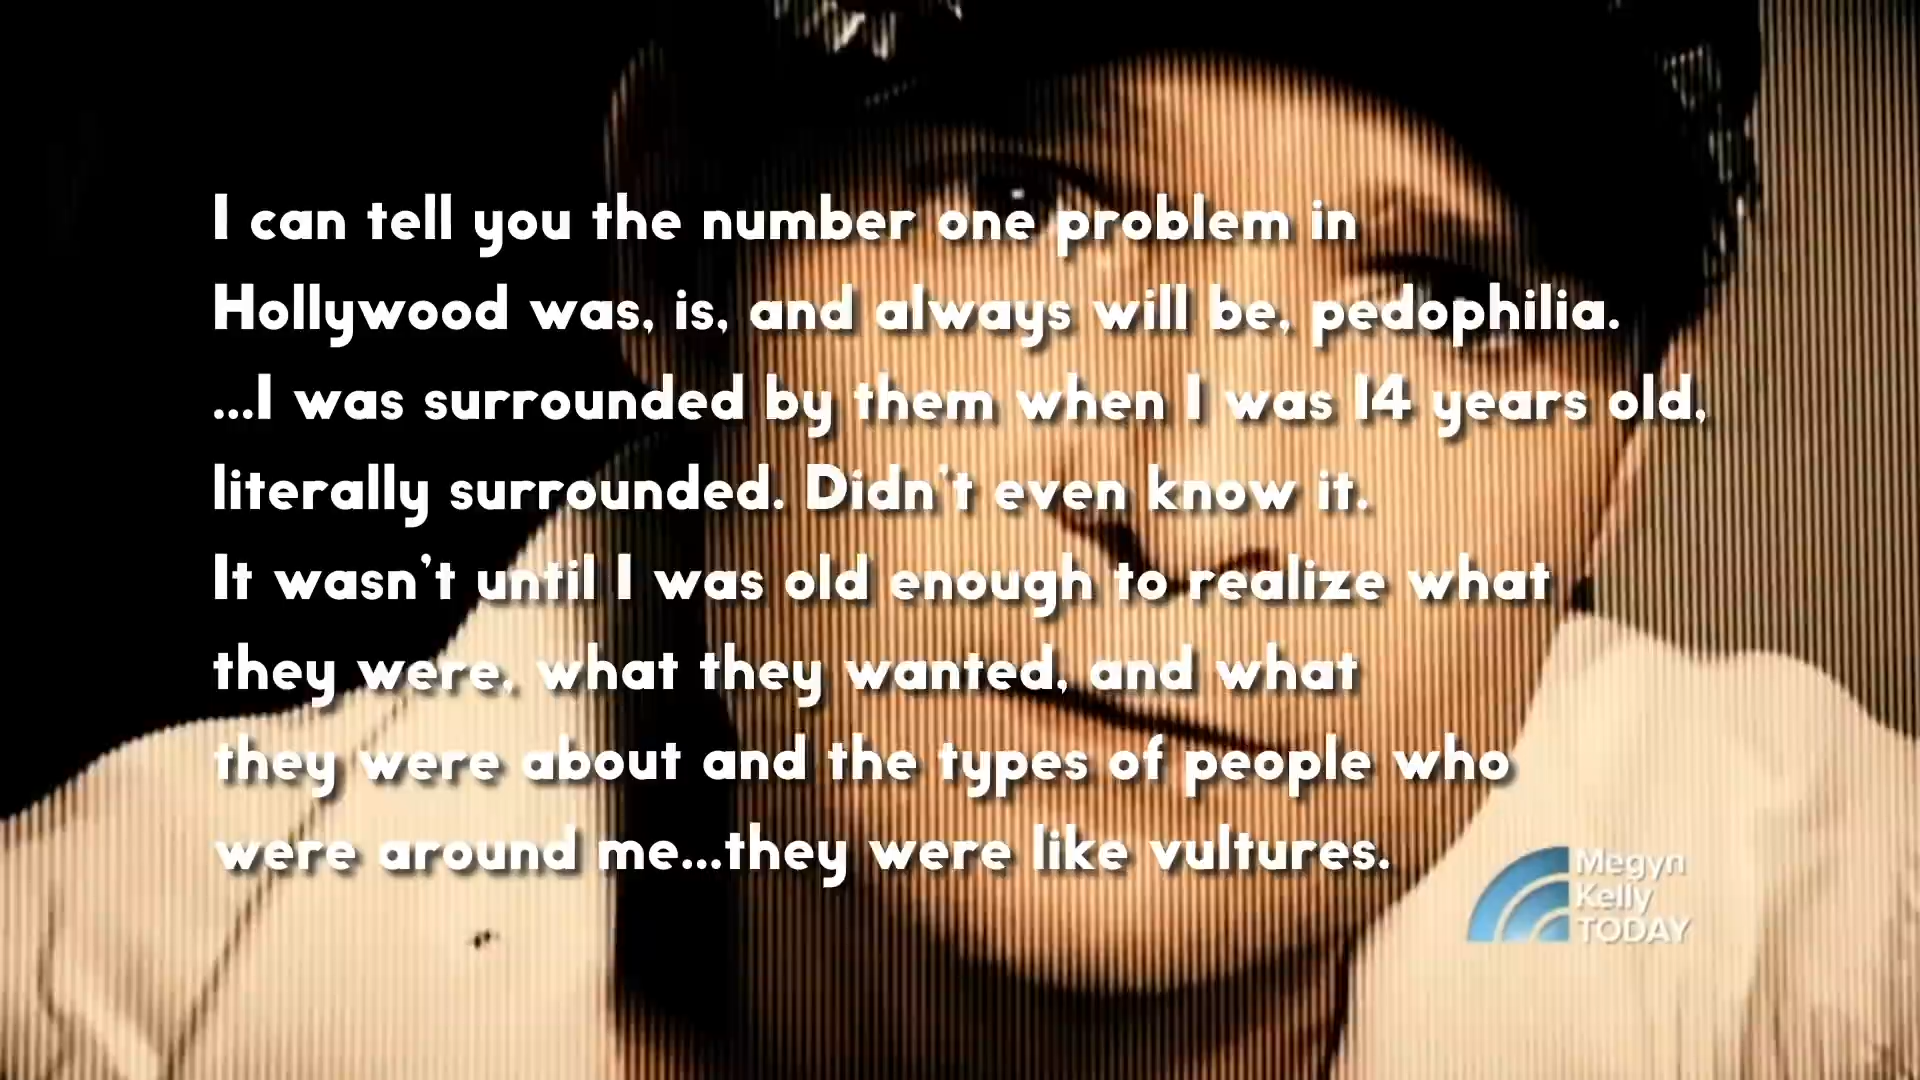 I can tell you the number one problem in
Hollywood was, is, and always will be, pedophilia.
...I was surrounded by them when I was 14 years old,
literally surrounded. Didn't even know it.
It wasn't until I was old enough to realize what
they were, what they wanted, and what
they were about and the types of people who
were around me...they were like vultures.
Megyn
Kelly
TODAY